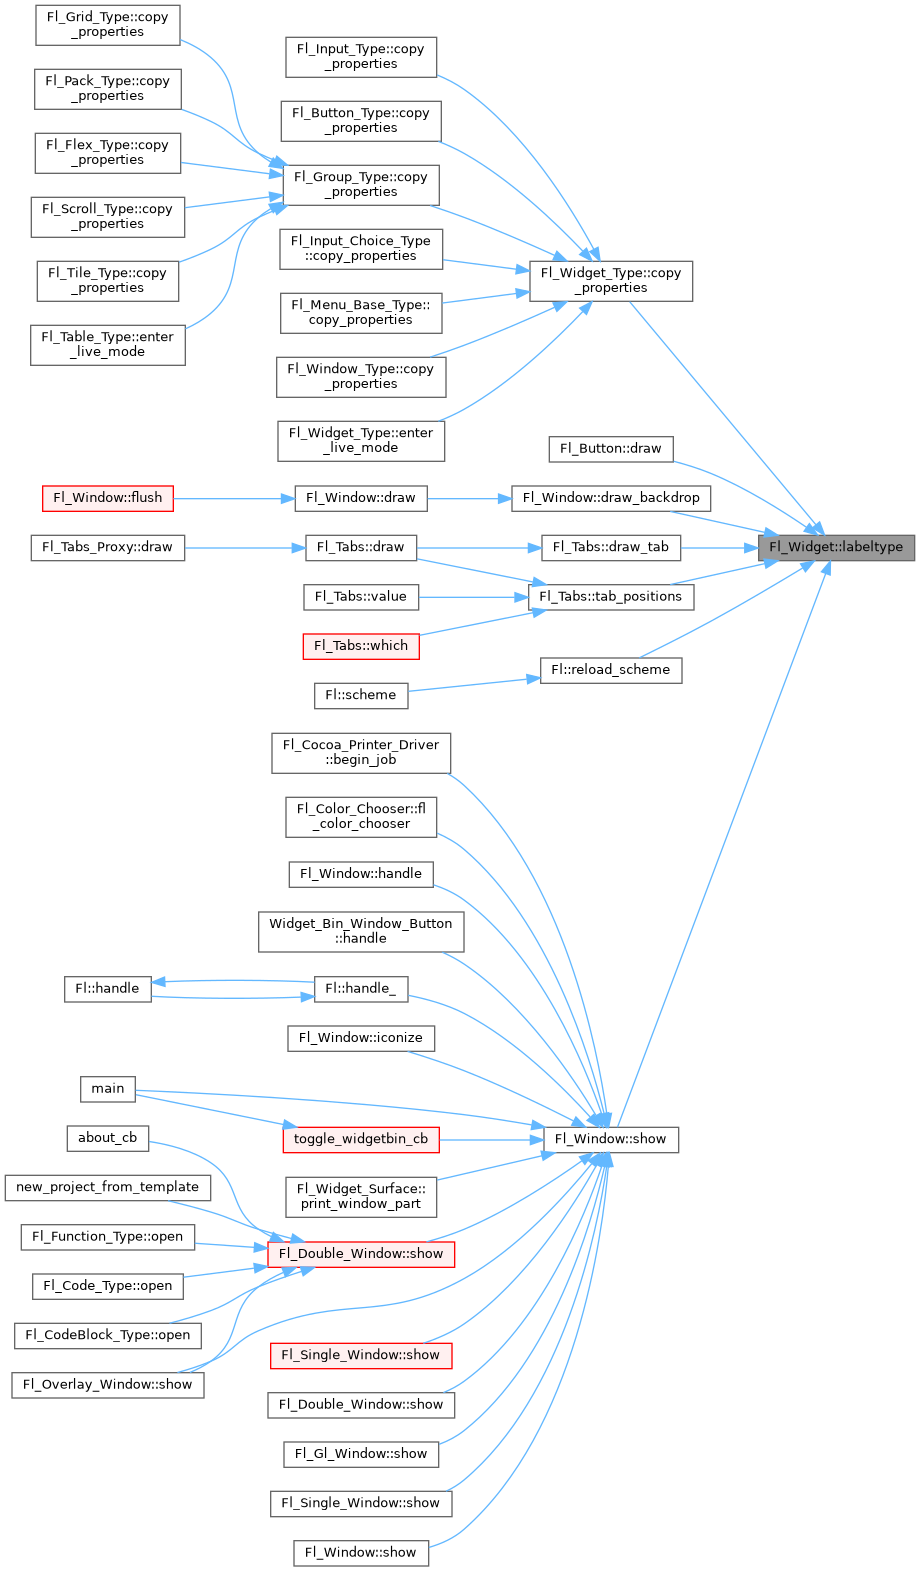 Fl_Grid_Type::copy
_properties
Fl_Input_Type::copy
_properties
Fl_Pack_Type::copy
_properties
Fl_Button_Type::copy
_properties
Fl_Flex_Type::copy
_properties
Fl_Group_Type::copy
_properties
Fl_Scroll_Type::copy
_properties
Fl_Input_Choice_Type
::copy_properties
Fl_Tile_Type::copy
_properties
Fl_Widget_Type::copy
_properties
Fl_Menu_Base_Type::
copy_properties
Fl_Table_Type::enter
_live_mode
Fl_Window_Type::copy
_properties
Fl_Widget_Type::enter
_live_mode
Fl_Button::draw
Fl_Window::flush
Fl_Window::draw
Fl_Window::draw_backdrop
Fl_Tabs_Proxy::draw
Fl_Tabs::draw
Fl_Tabs::draw_tab
Fl_Widget::labeltype
Fl_Tabs::value
Fl_Tabs::tab_positions
Fl_Tabs::which
Fl::reload_scheme
Fl::scheme
Fl_Cocoa_Printer_Driver
::begin_job
Fl_Color_Chooser::fl
_color_chooser
Fl_Window::handle
Widget_Bin_Window_Button
::handle
Fl::handle
Fl::handle_
Fl_Window::iconize
main
about_cb
toggle_widgetbin_cb
Fl_Window::show
new_project_from_template
Fl_Widget_Surface::
print_window_part
Fl_Function_Type::open
Fl_Double_Window::show
Fl_Code_Type::open
Fl_CodeBlock_Type::open
Fl_Single_Window::show
Fl_Overlay_Window::show
Fl_Double_Window::show
Fl_Gl_Window::show
Fl_Single_Window::show
Fl_Window::show